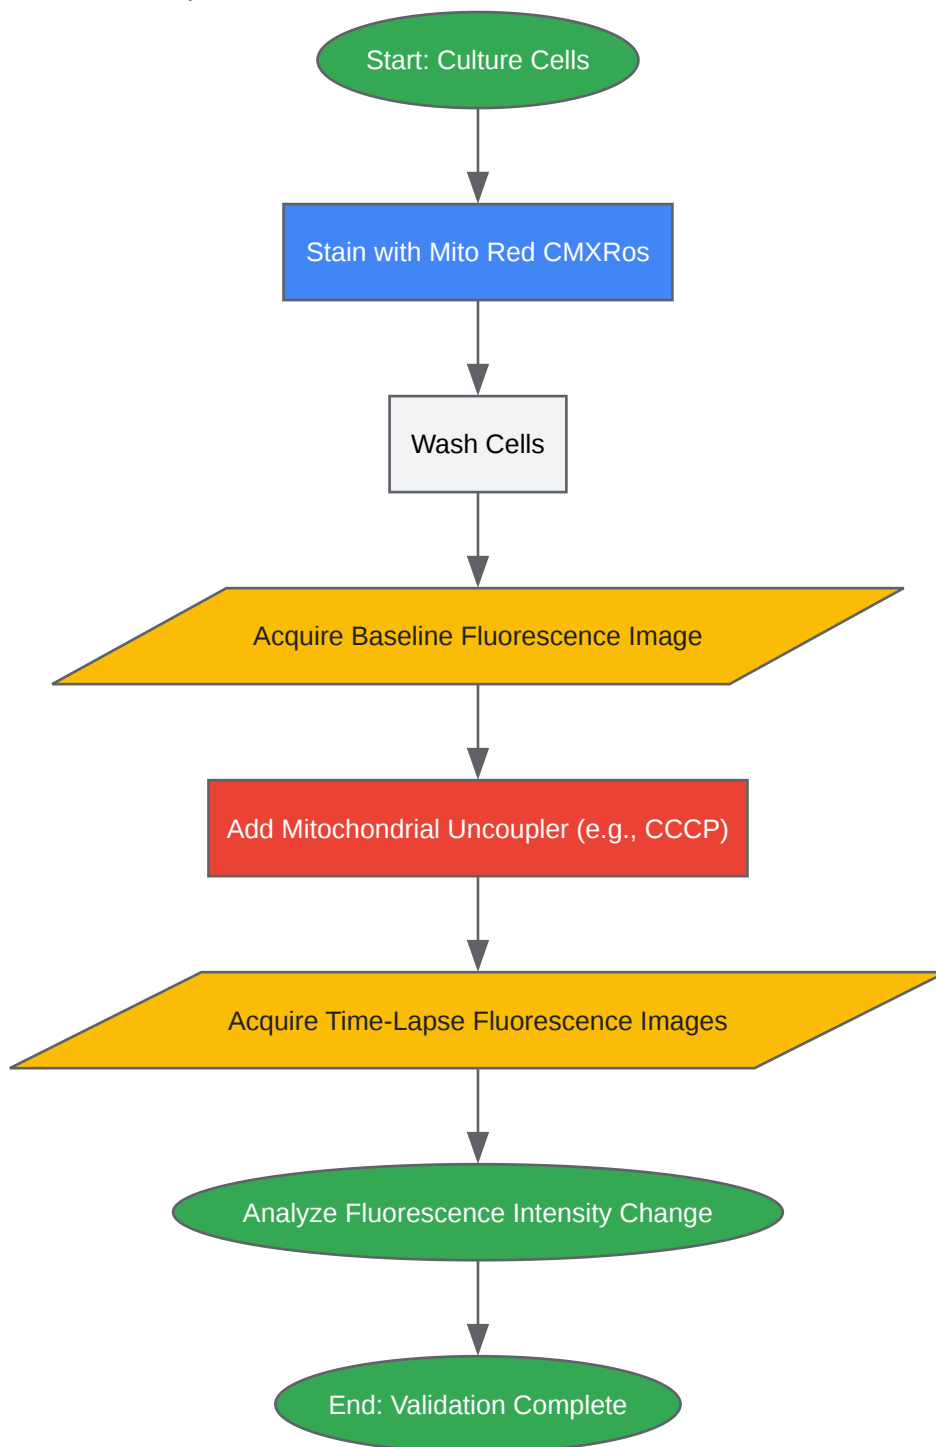 Start: Culture Cells
Stain with Mito Red CMXRos
Wash Cells
Acquire Baseline Fluorescence Image
Add Mitochondrial Uncoupler (e.g., CCCP)
Acquire Time-Lapse Fluorescence Images
Analyze Fluorescence Intensity Change
End: Validation Complete